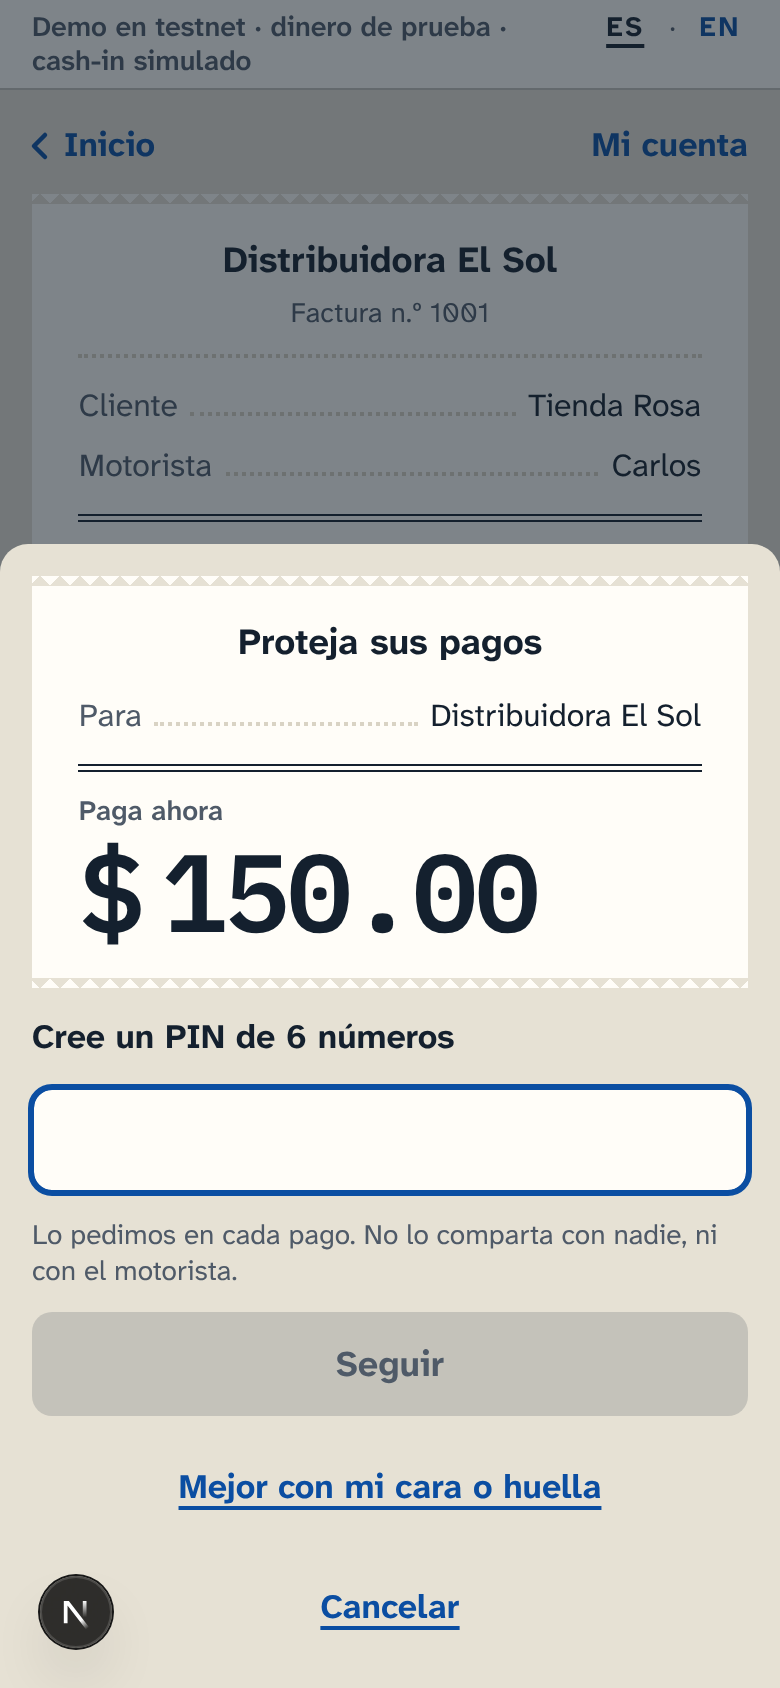 Demo en testnet · dinero de prueba ·
cash-in simulado
ES · EN
Inicio
Mi cuenta
Distribuidora El Sol
Factura n.º 1001
Cliente Tienda Rosa
Motorista Carlos
Proteja sus pagos
Para Distribuidora El Sol
Paga ahora
$150.00
Cree un PIN de 6 números
Lo pedimos en cada pago. No lo comparta con nadie, ni
con el motorista.
Seguir
Mejor con mi cara o huella
N
Cancelar